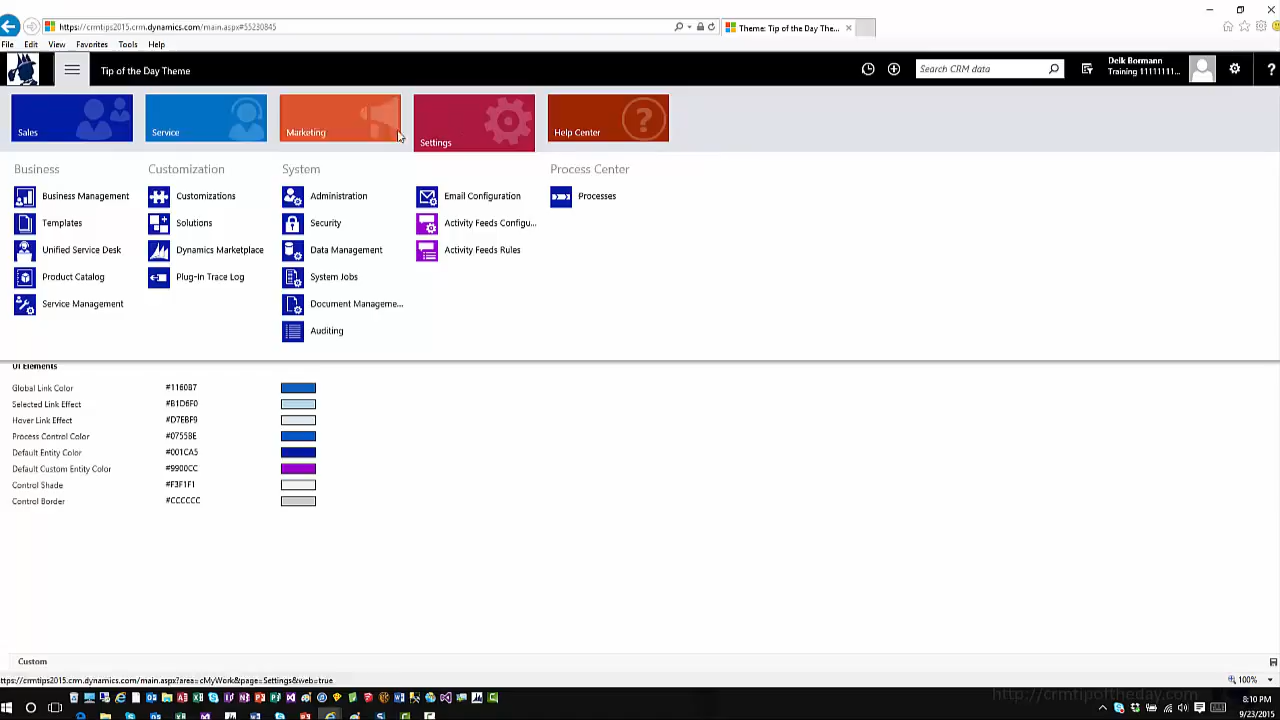 https://crmtips2015.crm.dynamics.com/main.aspx#55230845
Theme: Tip of the Day The...
File Edit View Favorites Tools Help
Tip of the Day Theme
Search CRM data
Delk Bormann
Training 11111111...
Sales
Service
Marketing
Settings
Help Center
Business
Customization
System
Process Center
Business Management
Customizations
Administration
Email Configuration
Processes
Templates
Solutions
Security
Activity Feeds Configu...
Unified Service Desk
Dynamics Marketplace
Data Management
Activity Feeds Rules
Product Catalog
Plug-In Trace Log
System Jobs
Service Management
Document Manageme...
Auditing
UI Elements
Global Link Color #1160B7
Selected Link Effect #B1D6F0
Hover Link Effect #D7EBF9
Process Control Color #0755BE
Default Entity Color #001CA5
Default Custom Entity Color #9900CC
Control Shade #F3F1F1
Control Border #CCCCCC
Custom
https://crmtips2015.crm.dynamics.com/main.aspx?area=cMyWork&page=Settings&web=true
100%
http://crmtipoftheday.com
8:10 PM
9/23/2015